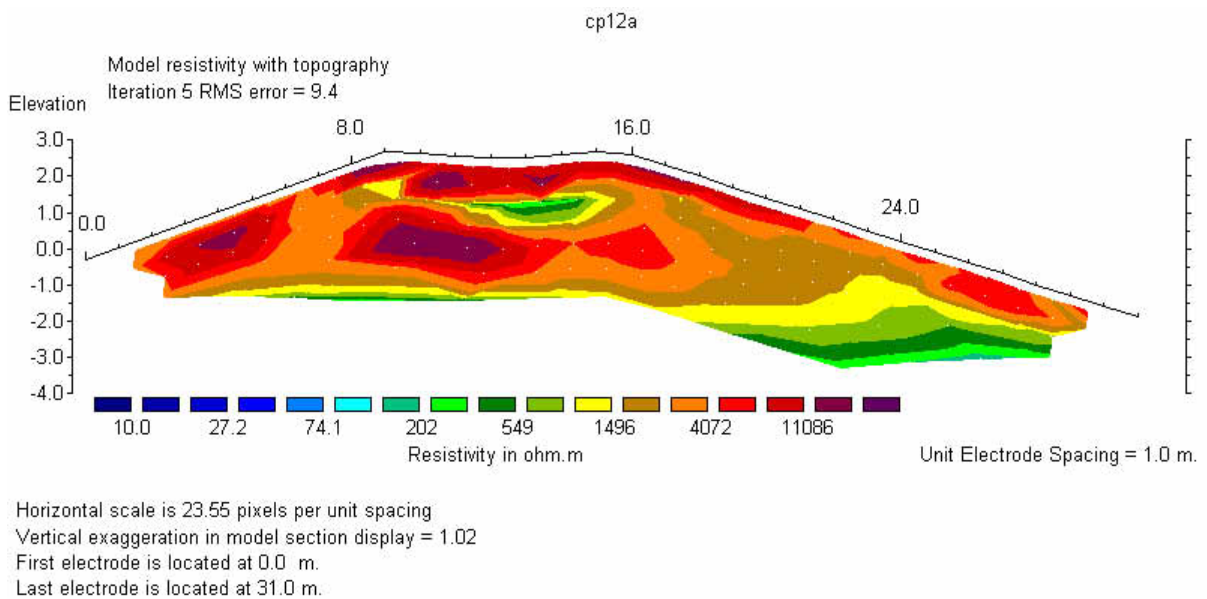 cp12a
Model resistivity with topography
Iteration 5 RMS error = 9.4
Elevation
8.0
16.0
3.0
2.0
1.0
0.0
24.0
0.0
-1.0
-2.0
-3.0
-4.0
10.0 27.2 74.1 202 549 1496 4072 11086
Resistivity in ohm.m
Unit Electrode Spacing = 1.0 m.
Horizontal scale is 23.55 pixels per unit spacing
Vertical exaggeration in model section display = 1.02
First electrode is located at 0.0 m.
Last electrode is located at 31.0 m.